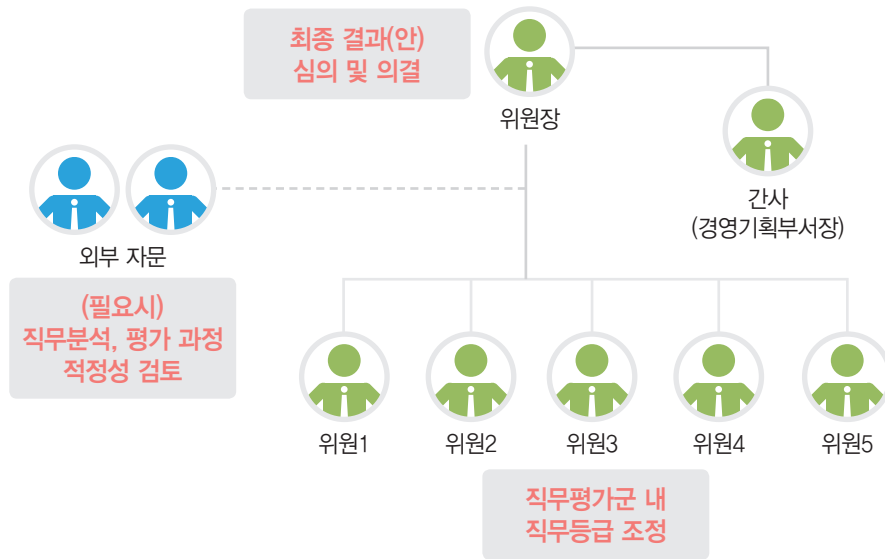 최종 결과(안)
심의 및 의결
위원장
간사
(경영기획부서장)
외부 자문
(필요시)
직무분석, 평가 과정
적정성 검토
위원1
위원2
위원3
위원4
위원5
직무평가군 내
직무등급 조정